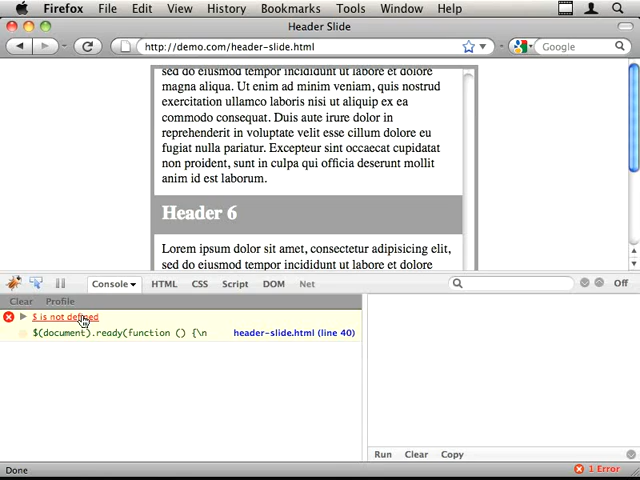 Firefox File Edit View History Bookmarks Tools Window Help
Header Slide
http://demo.com/header-slide.html
Google
sed do eiusmod tempor incididunt ut labore et dolore
magna aliqua. Ut enim ad minim veniam, quis nostrud
exercitation ullamco laboris nisi ut aliquip ex ea
commodo consequat. Duis aute irure dolor in
reprehenderit in voluptate velit esse cillum dolore eu
fugiat nulla pariatur. Excepteur sint occaecat cupidatat
non proident, sunt in culpa qui officia deserunt mollit
anim id est laborum.
Header 6
Lorem ipsum dolor sit amet, consectetur adipisicing elit,
sed do eiusmod tempor incididunt ut labore et dolore
Console HTML CSS Script DOM Net Off
Clear Profile
$ is not defined
$(document).ready(function () {\n header-slide.html (line 40)
Run Clear Copy
Done 1 Error